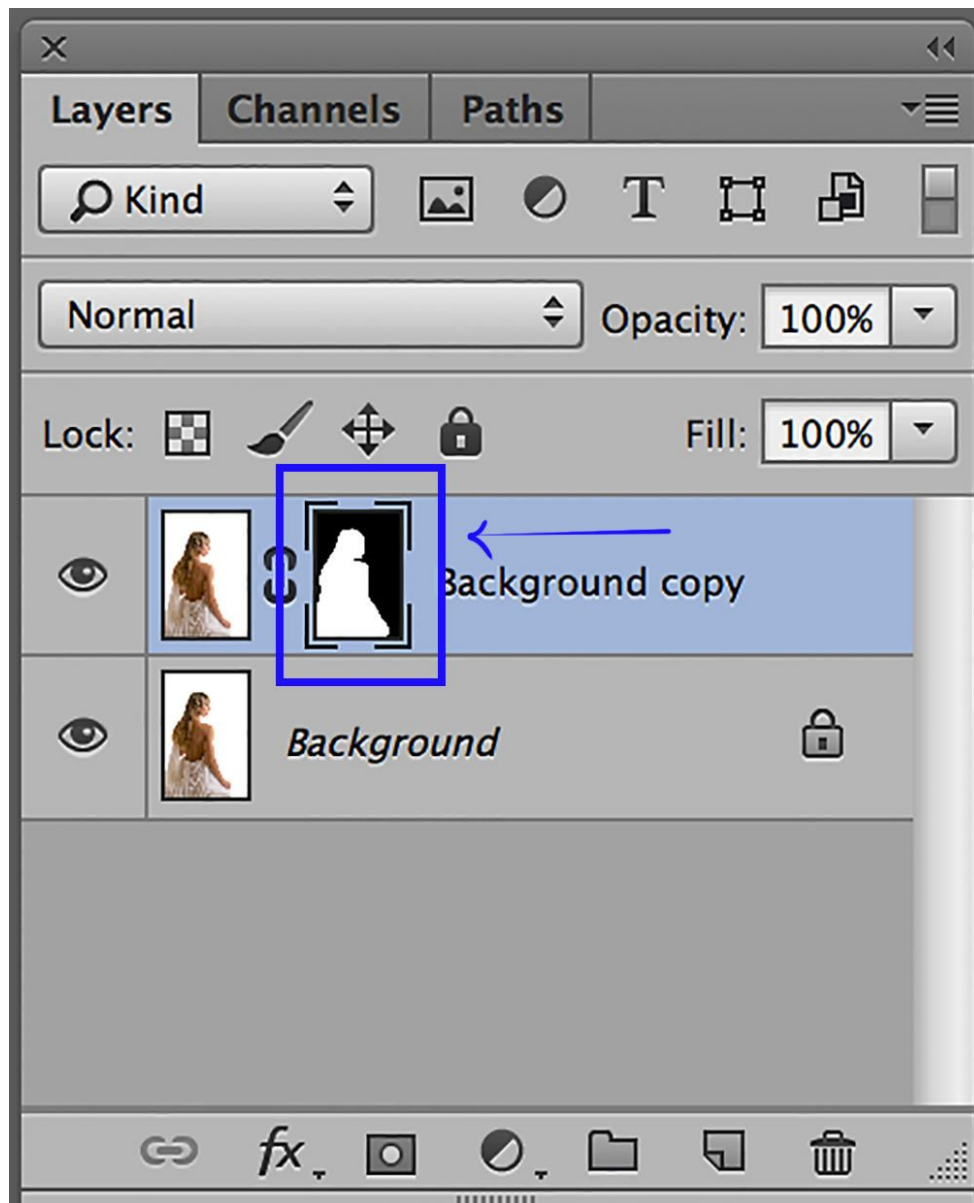 Layers Channels Paths
Kind T
Normal Opacity: 100%
Lock: Fill: 100%
Background copy
Background
fx